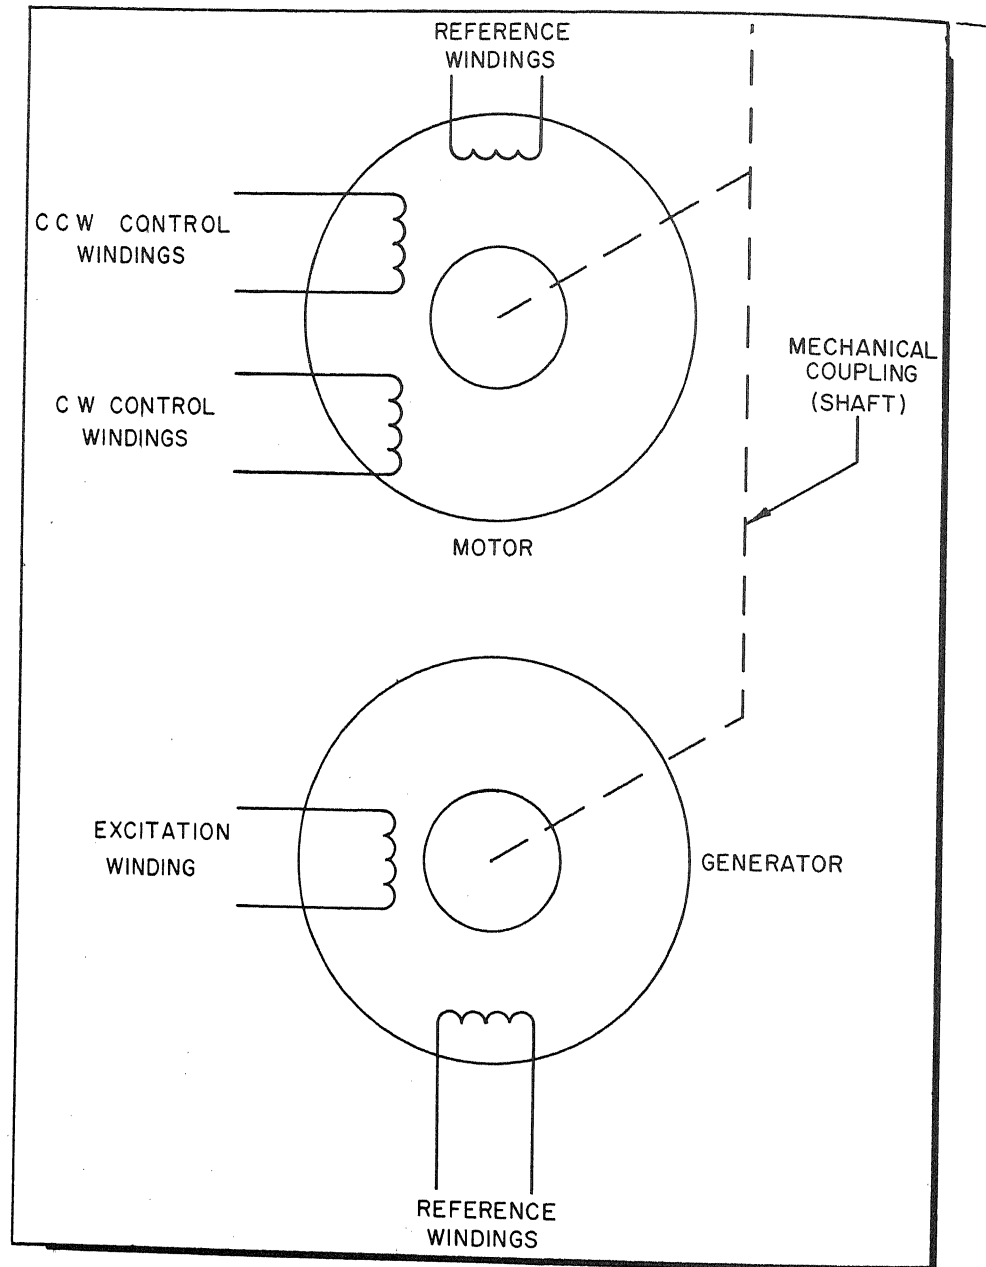 REFERENCE
WINDINGS
CCW CONTROL
WINDINGS
MECHANICAL
COUPLING
(SHAFT)
CW CONTROL
WINDINGS
MOTOR
EXCITATION
WINDING
GENERATOR
REFERENCE
WINDINGS